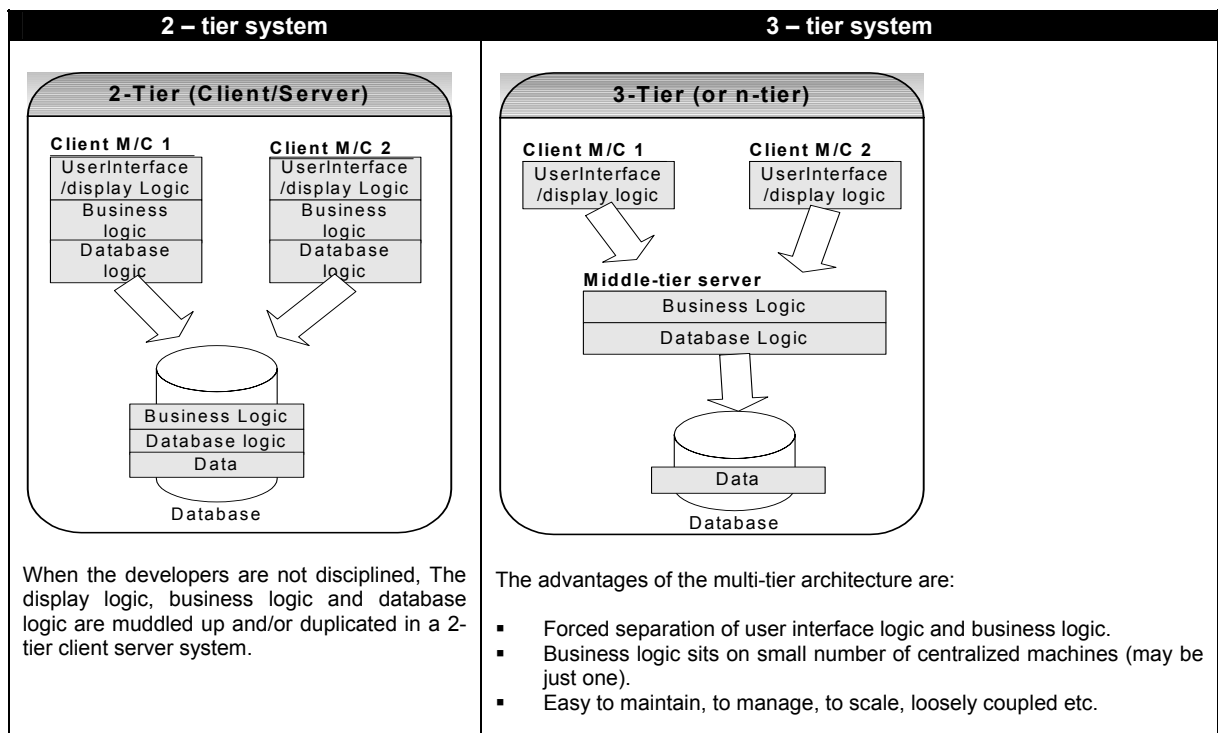 2 – tier system
2-Tier (Client/Server)
Client M/C 1
UserInterface
/display Logic
Business
logic
Database
logic
Client M/C 2
UserInterface
/display Logic
Business
logic
Database
logic
Business Logic
Database logic
Data
Database
When the developers are not disciplined, The
display logic, business logic and database
logic are muddled up and/or duplicated in a 2-
tier client server system.
3 – tier system
3-Tier (or n-tier)
Client M/C 1
UserInterface
/display logic
Client M/C 2
UserInterface
/display logic
Middle-tier server
Business Logic
Database Logic
Data
Database
The advantages of the multi-tier architecture are:
▪ Forced separation of user interface logic and business logic.
▪ Business logic sits on small number of centralized machines (may be
just one).
▪ Easy to maintain, to manage, to scale, loosely coupled etc.